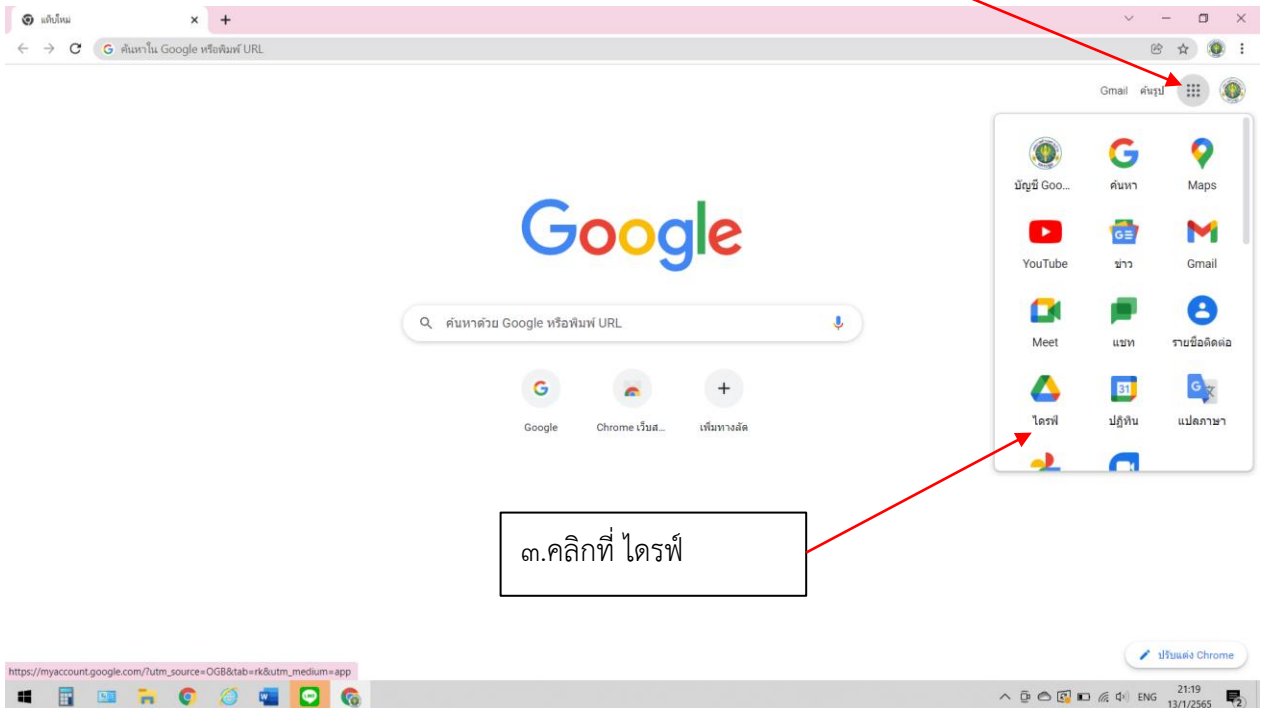 แท็บใหม่
ค้นหาใน Google หรือพิมพ์ URL
Gmail ค้นรูป
บัญชี Goo... ค้นหา Maps
Google
YouTube ข่าว Gmail
ค้นหาด้วย Google หรือพิมพ์ URL
Meet แชท รายชื่อติดต่อ
31
ไดรฟ์ ปฏิทิน แปลภาษา
Google Chrome เว็บส... เพิ่มทางลัด
๓.คลิกที่ ไดรฟ์
ปรับแต่ง Chrome
https://myaccount.google.com/?utm_source=OGB&tab=rk&utm_medium=app
ENG 21:19
13/1/2565
2